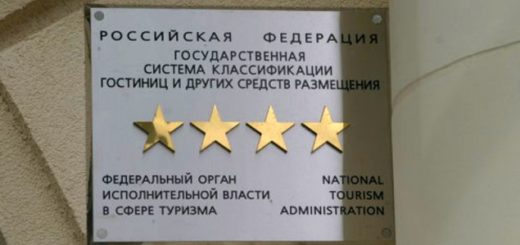 РОССИЙСКАЯ ФЕДЕРАЦИЯ
ГОСУДАРСТВЕННАЯ
СИСТЕМА КЛАССИФИКАЦИИ
ГОСТИНИЦ И ДРУГИХ СРЕДСТВ РАЗМЕЩЕНИЯ
ФЕДЕРАЛЬНЫЙ ОРГАН NATIONAL
ИСПОЛНИТЕЛЬНОЙ ВЛАСТИ TOURISM
В СФЕРЕ ТУРИЗМА ADMINISTRATION